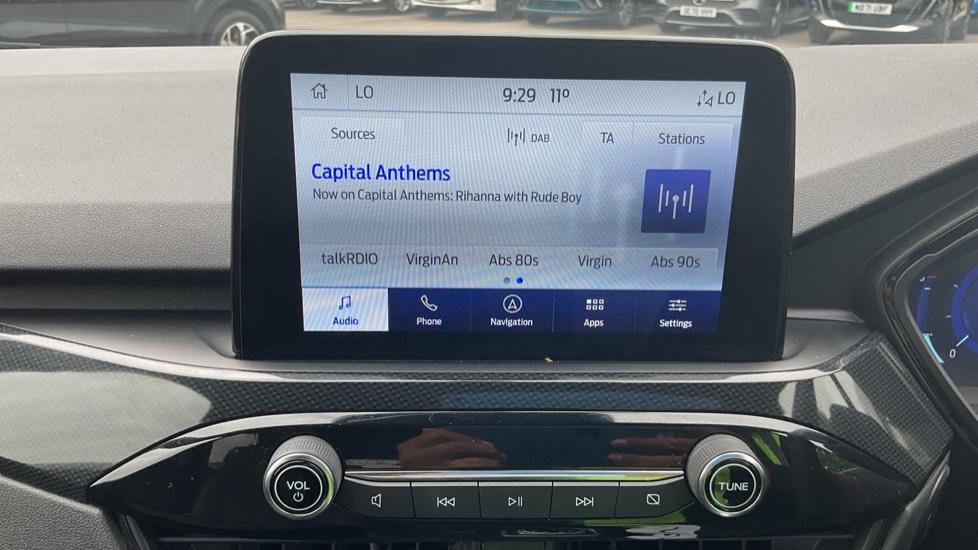 LO 9:29 11° LO
Sources DAB TA Stations
Capital Anthems
Now on Capital Anthems: Rihanna with Rude Boy
talkRDIO VirginAn Abs 80s Virgin Abs 90s
Audio Phone Navigation Apps Settings
0
VOL TUNE